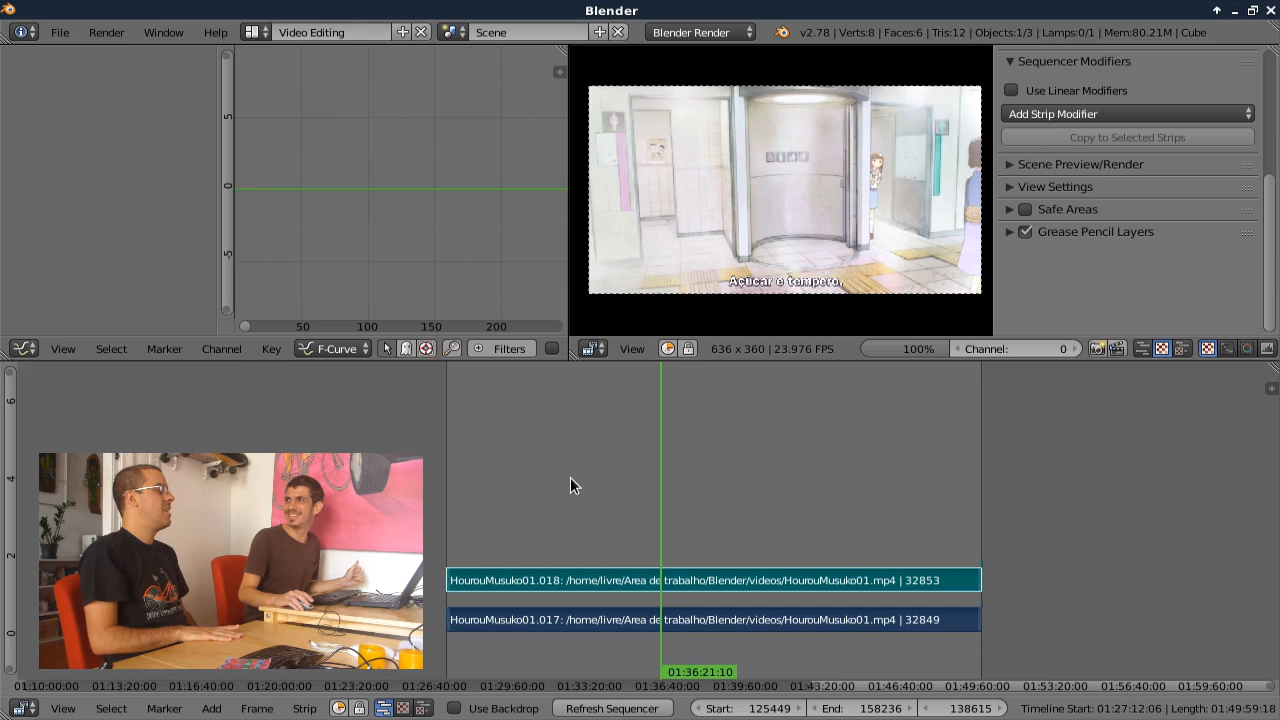 Blender
File Render Window Help Video Editing Scene Blender Render v2.78 | Verts:8 | Faces:6 | Tris:12 | Objects:1/3 | Lamps:0/1 | Mem:80.21M | Cube
Sequencer Modifiers
Use Linear Modifiers
Add Strip Modifier
Copy to Selected Strips
Scene Preview/Render
View Settings
Safe Areas
Grease Pencil Layers
5
0
-5
50 100 150 200
Açúcar e tempero,
View Select Marker Channel Key F-Curve Filters View 636 x 360 | 23.976 FPS 100% Channel: 0
6
4
2
0
HourouMusuko01.018: /home/livre/Área de trabalho/Blender/videos/HourouMusuko01.mp4 | 32853
HourouMusuko01.017: /home/livre/Área de trabalho/Blender/videos/HourouMusuko01.mp4 | 32849
01:36:21:10
01:10:00:00 01:13:20:00 01:16:40:00 01:20:00:00 01:23:20:00 01:26:40:00 01:29:60:00 01:33:20:00 01:36:40:00 01:39:60:00 01:43:20:00 01:46:40:00 01:49:60:00 01:53:20:00 01:56:40:00 01:59:60:00
View Select Marker Add Frame Strip Use Backdrop Refresh Sequencer Start: 125449 End: 158236 138615 Timeline Start: 01:27:12:06 | Length: 01:49:59:18